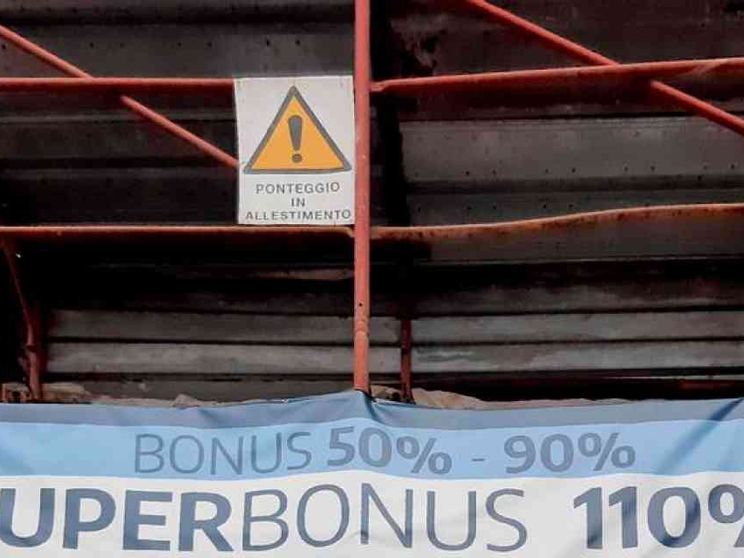 PONTEGGIO
IN
ALLESTIMENTO
BONUS 50% - 90%
UPERBONUS 110%